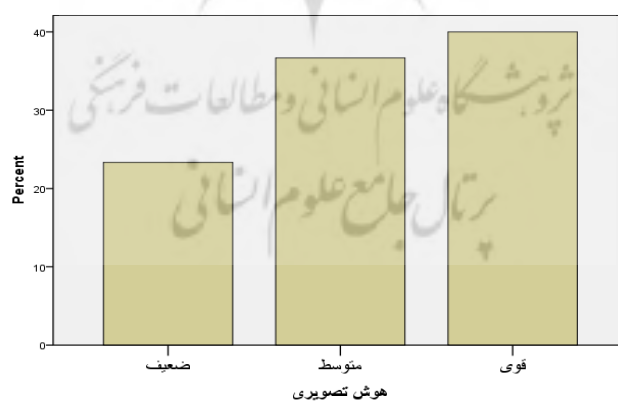 40
30
20
10
0
Percent
پژوهشگاه علوم انسانی و مطالعات فرهنگی
پرتال جامع علوم انسانی
ضعیف متوسط قوی
هوش تصویری